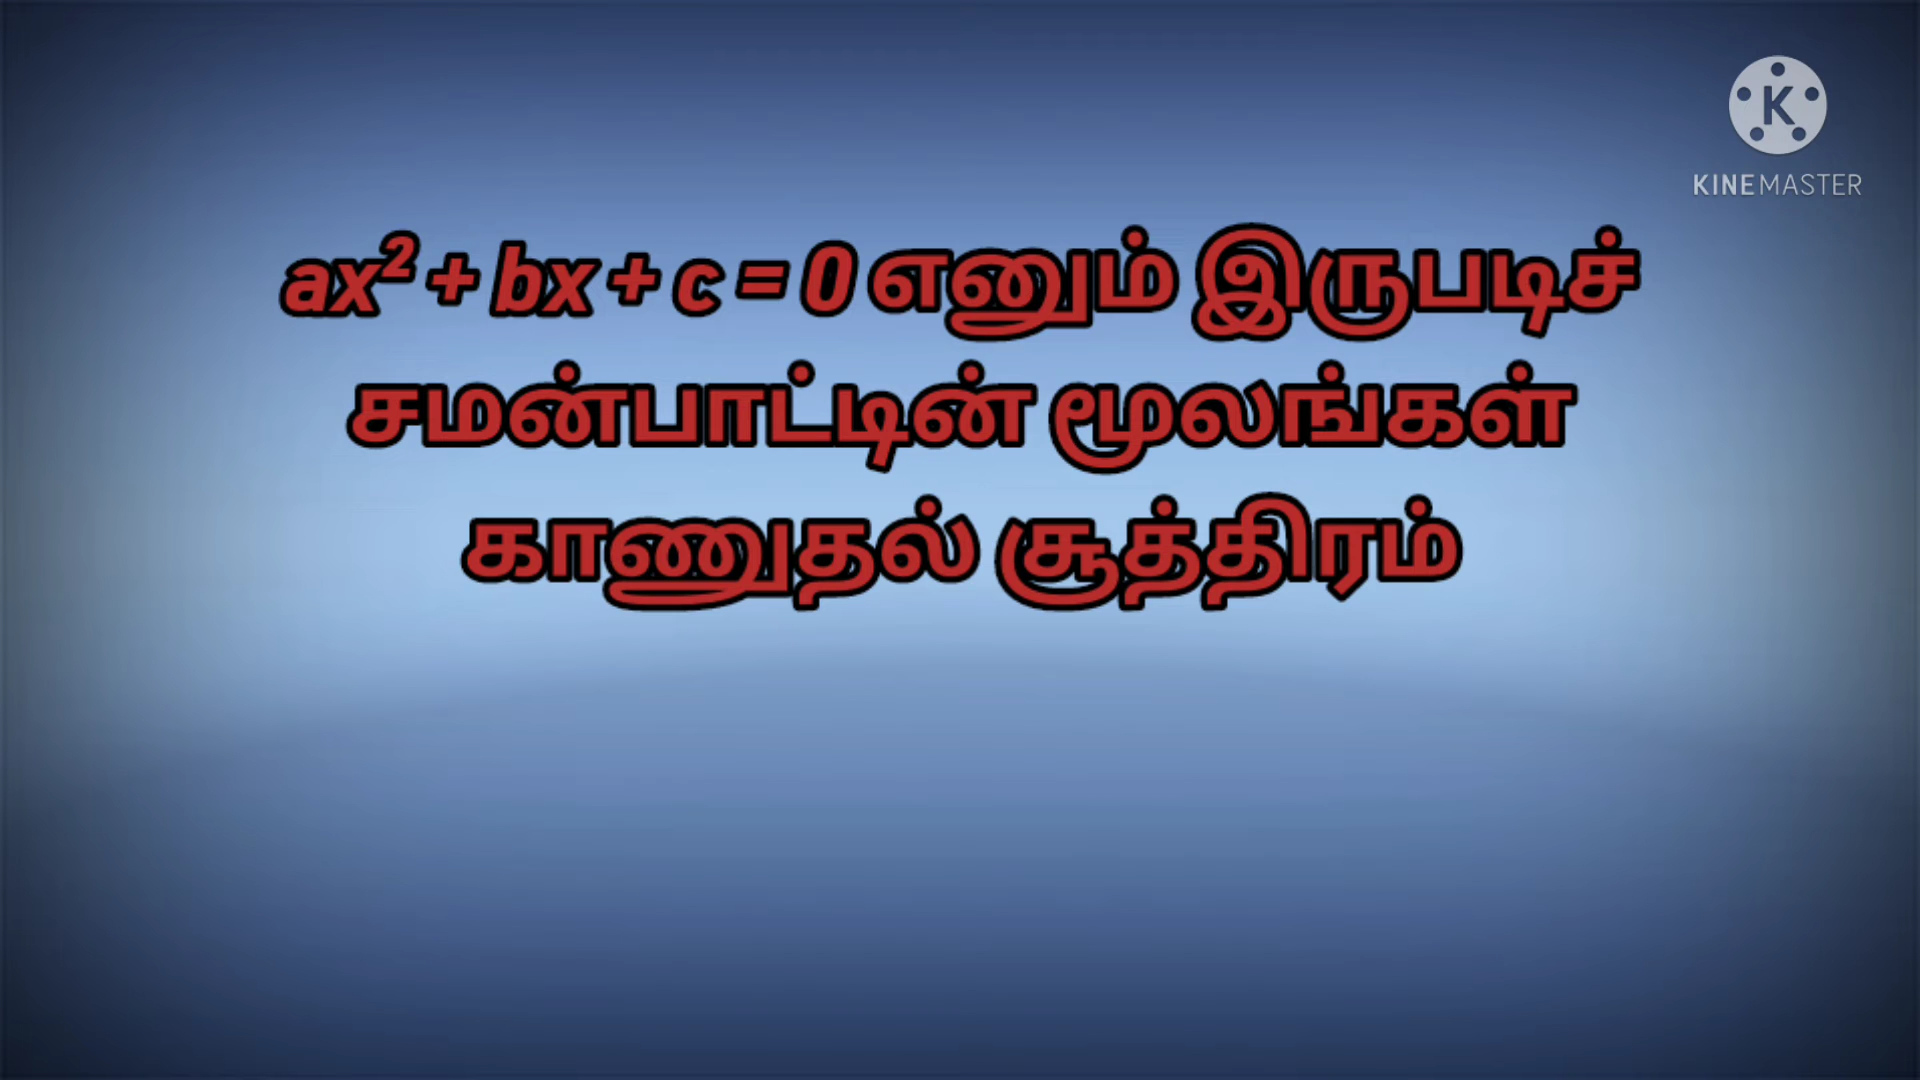 KINEMASTER
ax² + bx + c = 0 எனும் இருபடிச்
சமன்பாட்டின் மூலங்கள்
காணுதல் சூத்திரம்